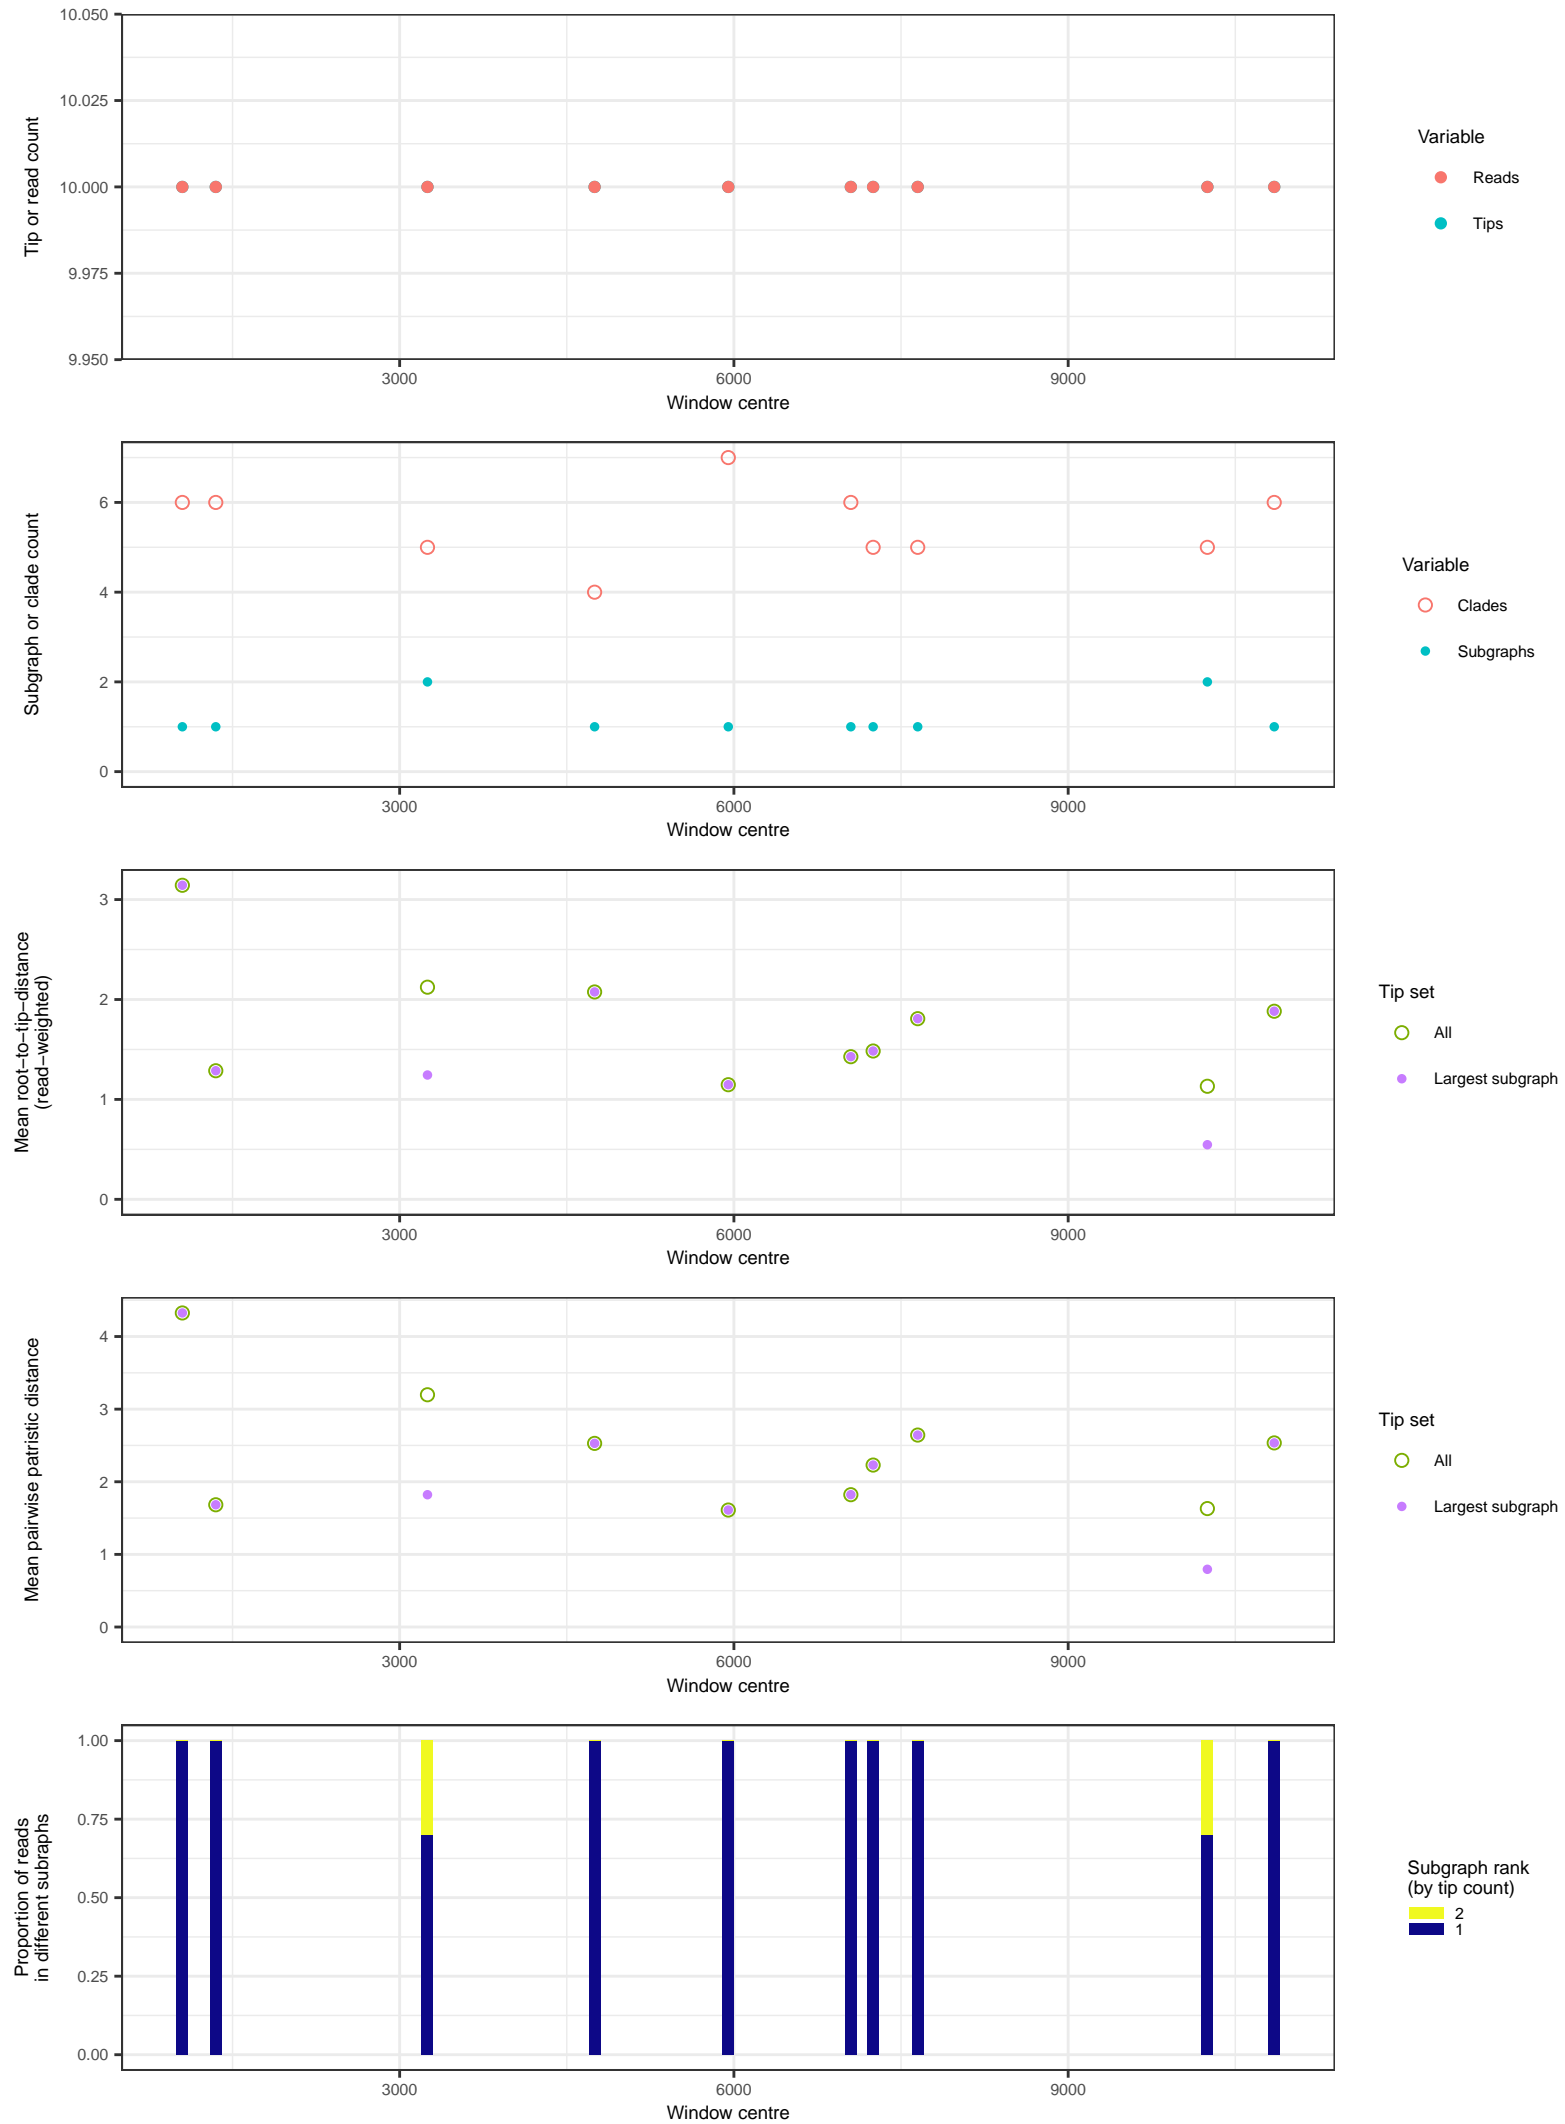 10.050
10.025
10.000
9.975
9.950
Tip or read count
3000 6000 9000
Window centre
Variable
Reads
Tips
6
4
2
0
Subgraph or clade count
3000 6000 9000
Window centre
Variable
Clades
Subgraphs
3
2
1
0
Mean root−to−tip−distance
(read−weighted)
3000 6000 9000
Window centre
Tip set
All
Largest subgraph
4
3
2
1
0
Mean pairwise patristic distance
3000 6000 9000
Window centre
Tip set
All
Largest subgraph
1.00
0.75
0.50
0.25
0.00
Proportion of reads
in different subraphs
3000 6000 9000
Window centre
Subgraph rank
(by tip count)
2
1